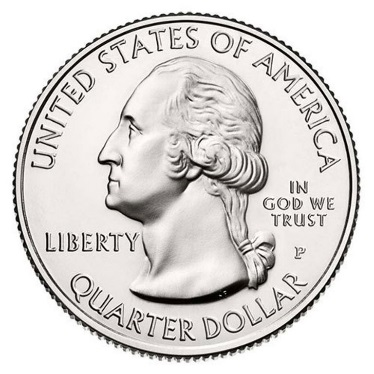 UNITED STATES OF AMERICA
LIBERTY
IN
GOD WE
TRUST
P
QUARTER DOLLAR